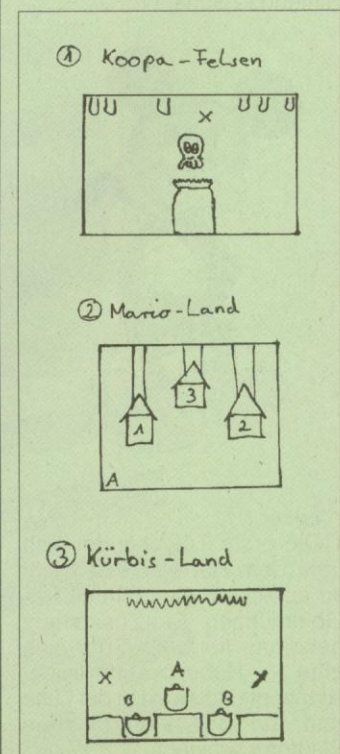 ① Koopa-Felsen
x
② Mario-Land
1 3 2
A
③ Kürbis-Land
x A x
B B